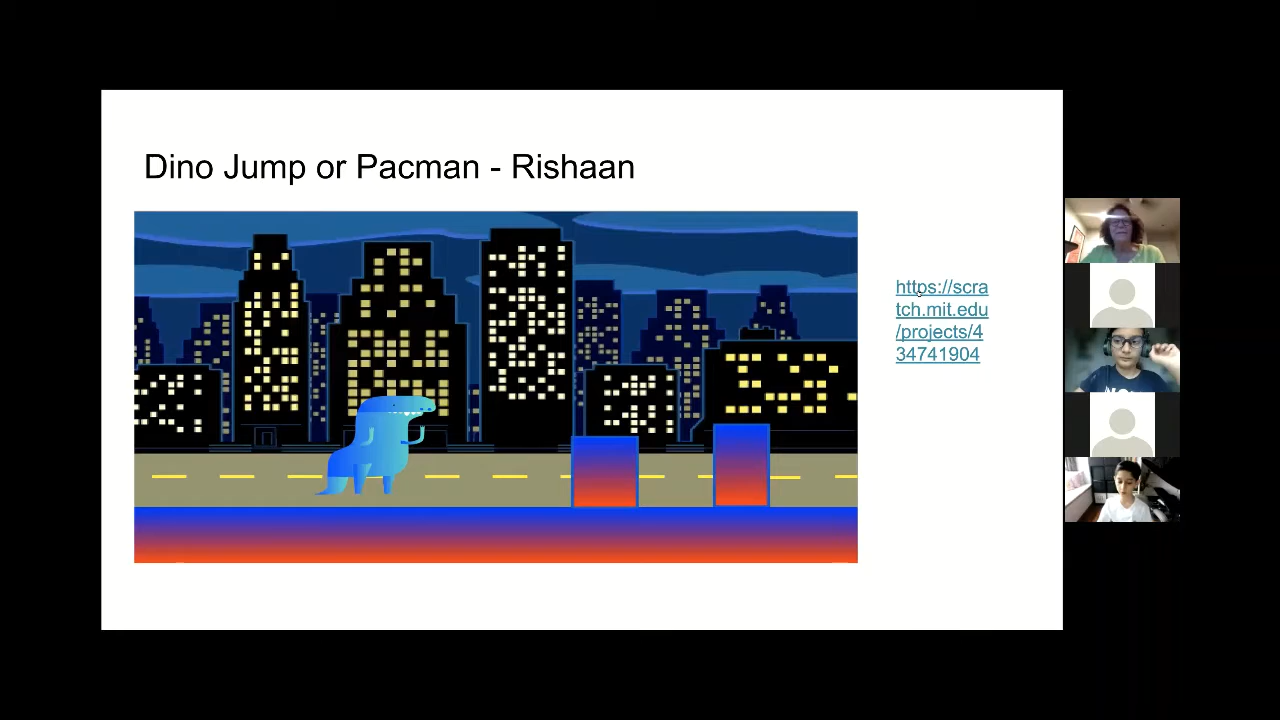 Dino Jump or Pacman - Rishaan
https://scra
tch.mit.edu
/projects/4
34741904